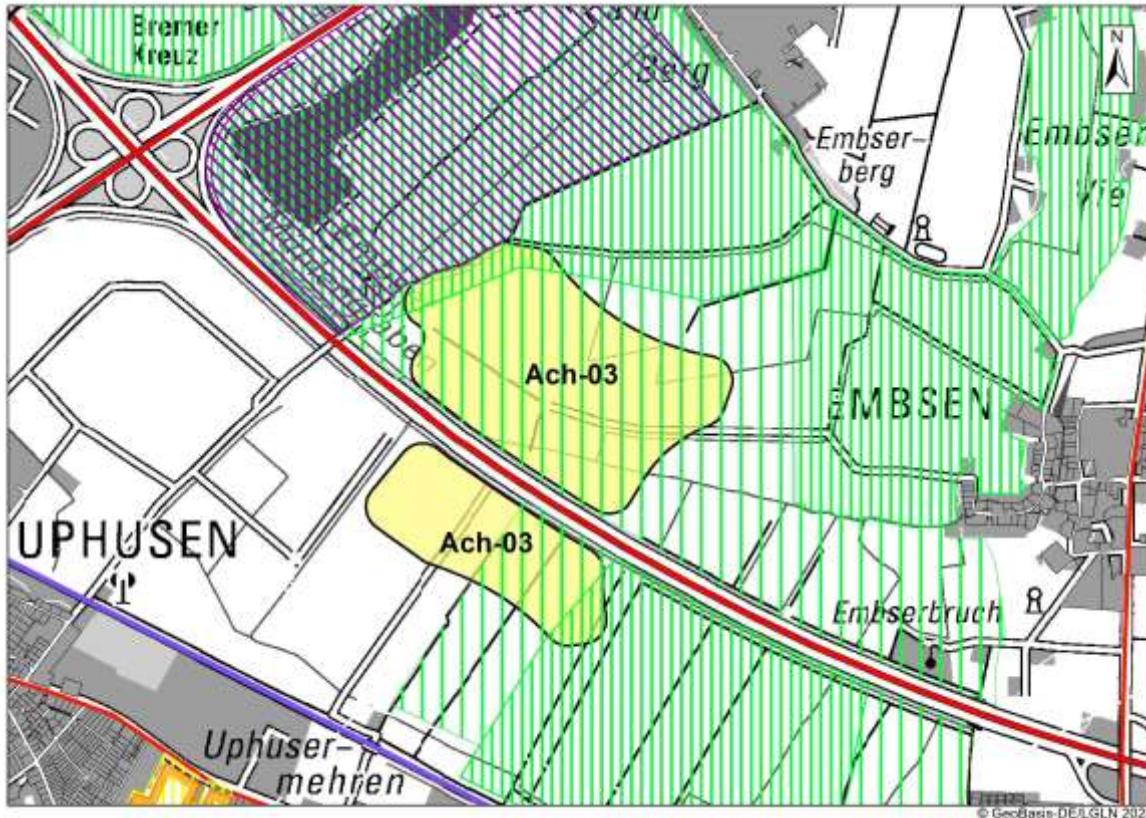 Bremer
Kreuz
N
Berg
Embser-
berg
Embser
Ach-03
EMBSEN
UPHUSEN
Ach-03
Embserbruch
Uphuser-
mehren
© GeoBasis-DE/LGLN 202